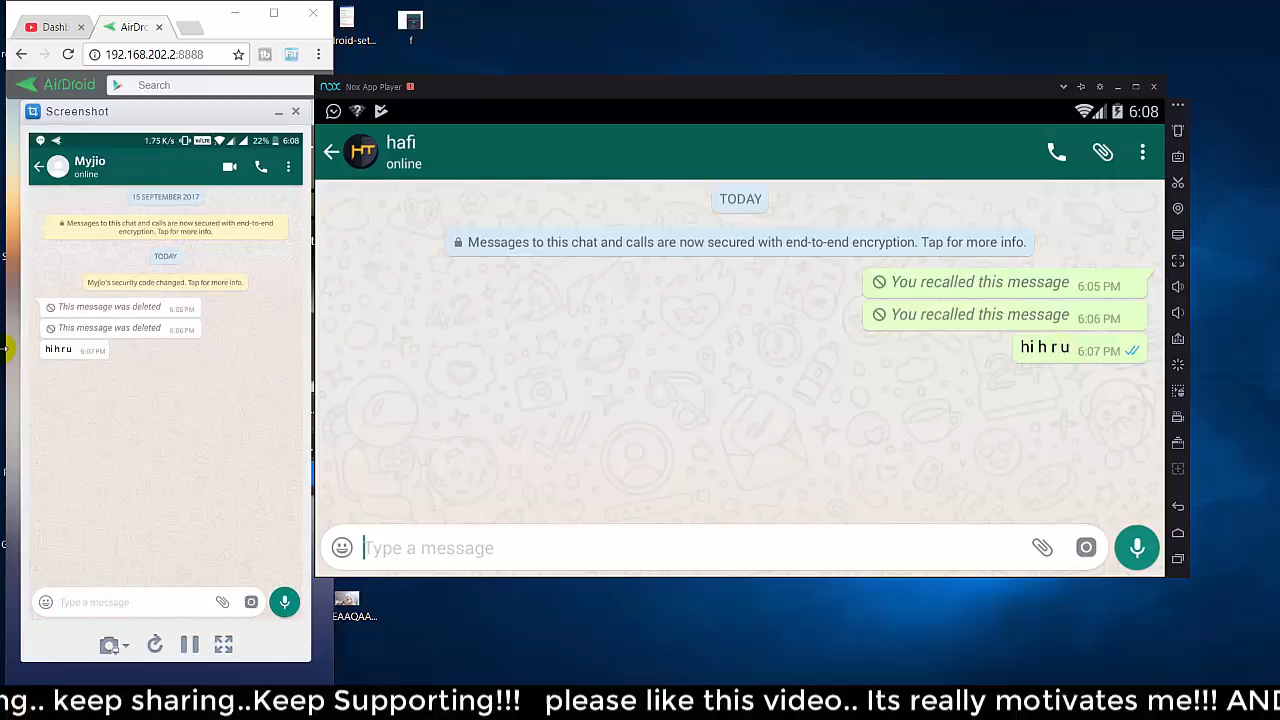 Dashb
AirDro
192.168.202.2:8888
AirDroid
Search
Screenshot
1.75 K/s
22%
6:08
Myjio
online
15 SEPTEMBER 2017
Messages to this chat and calls are now secured with end-to-end
encryption. Tap for more info.
TODAY
Myjio's security code changed. Tap for more info.
This message was deleted 6:05 PM
This message was deleted 6:06 PM
hi h r u 6:07 PM
Type a message
roid-set...
f
nox Nox App Player
6:08
HT
hafi
online
TODAY
Messages to this chat and calls are now secured with end-to-end encryption. Tap for more info.
You recalled this message 6:05 PM
You recalled this message 6:06 PM
hi h r u 6:07 PM
Type a message
EAAQAA...
ng.. keep sharing..Keep Supporting!!! please like this video.. Its really motivates me!!! AND